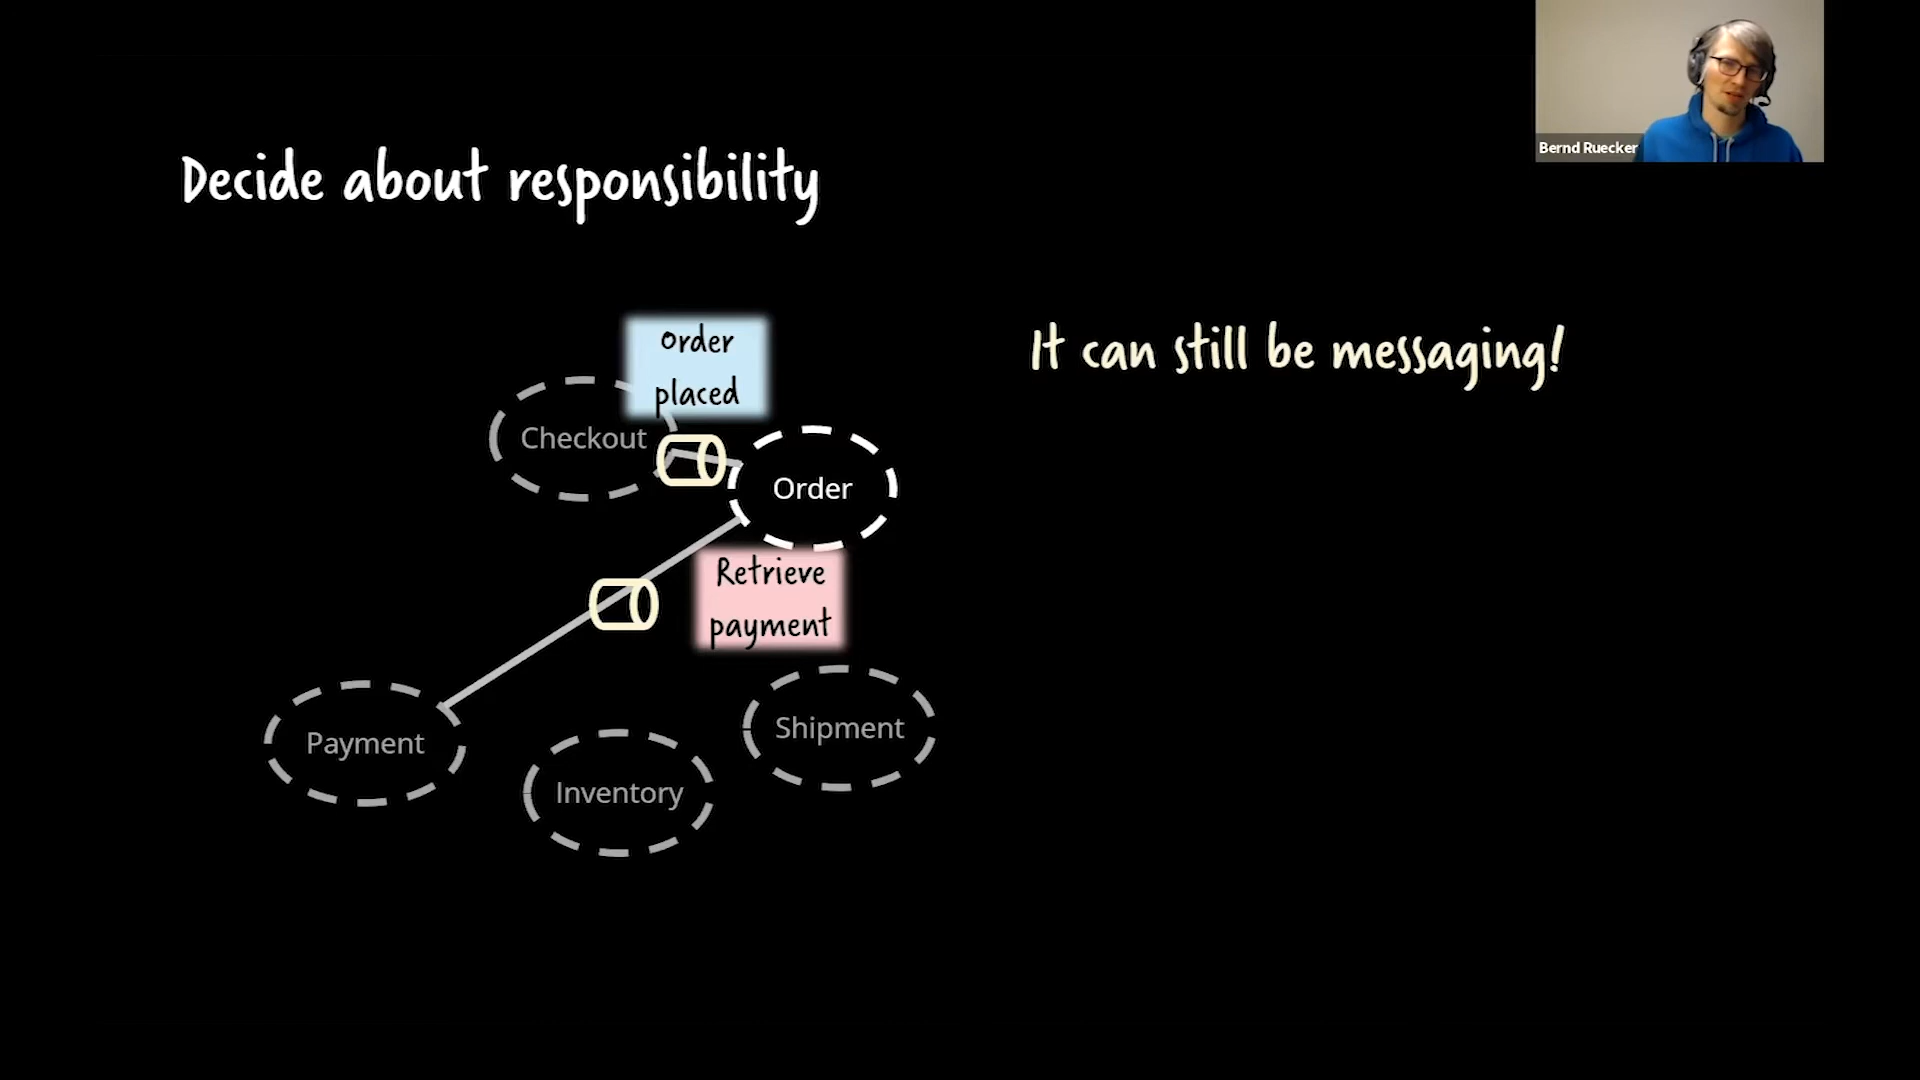 Bernd Ruecker
Decide about responsibility
Order
placed
It can still be messaging!
Checkout
Order
Retrieve
payment
Payment
Shipment
Inventory